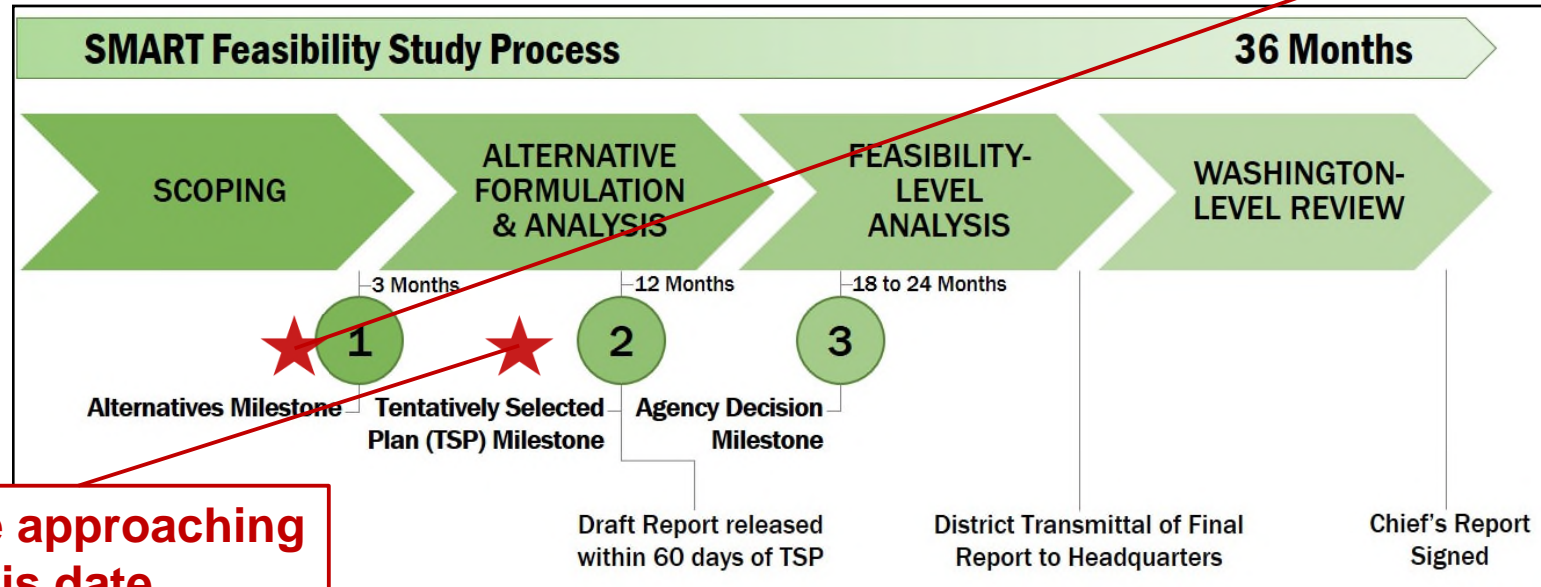 SMART Feasibility Study Process
36 Months
SCOPING
ALTERNATIVE
FORMULATION
& ANALYSIS
FEASIBILITY-
LEVEL
ANALYSIS
WASHINGTON-
LEVEL REVIEW
3 Months
12 Months
18 to 24 Months
1
2
3
Alternatives Milestone
Tentatively Selected
Plan (TSP) Milestone
Agency Decision
Milestone
Draft Report released
within 60 days of TSP
District Transmittal of Final
Report to Headquarters
Chief's Report
Signed
approaching
date